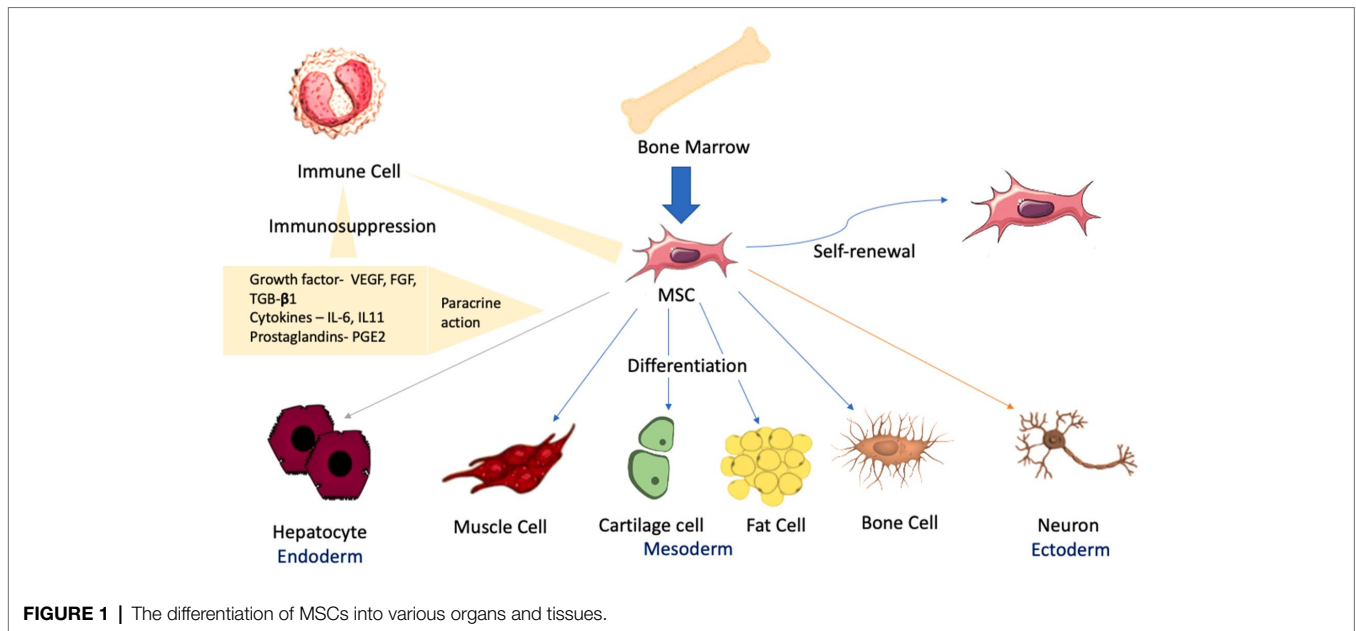 Bone Marrow
Immune Cell
Immunosuppression
Growth factor- VEGF, FGF,
TGB-β1
Cytokines – IL-6, IL11
Prostaglandins- PGE2
Paracrine
action
MSC
Self-renewal
Differentiation
Hepatocyte
Endoderm
Muscle Cell
Cartilage cell
Mesoderm
Fat Cell
Bone Cell
Neuron
Ectoderm
FIGURE 1 | The differentiation of MSCs into various organs and tissues.